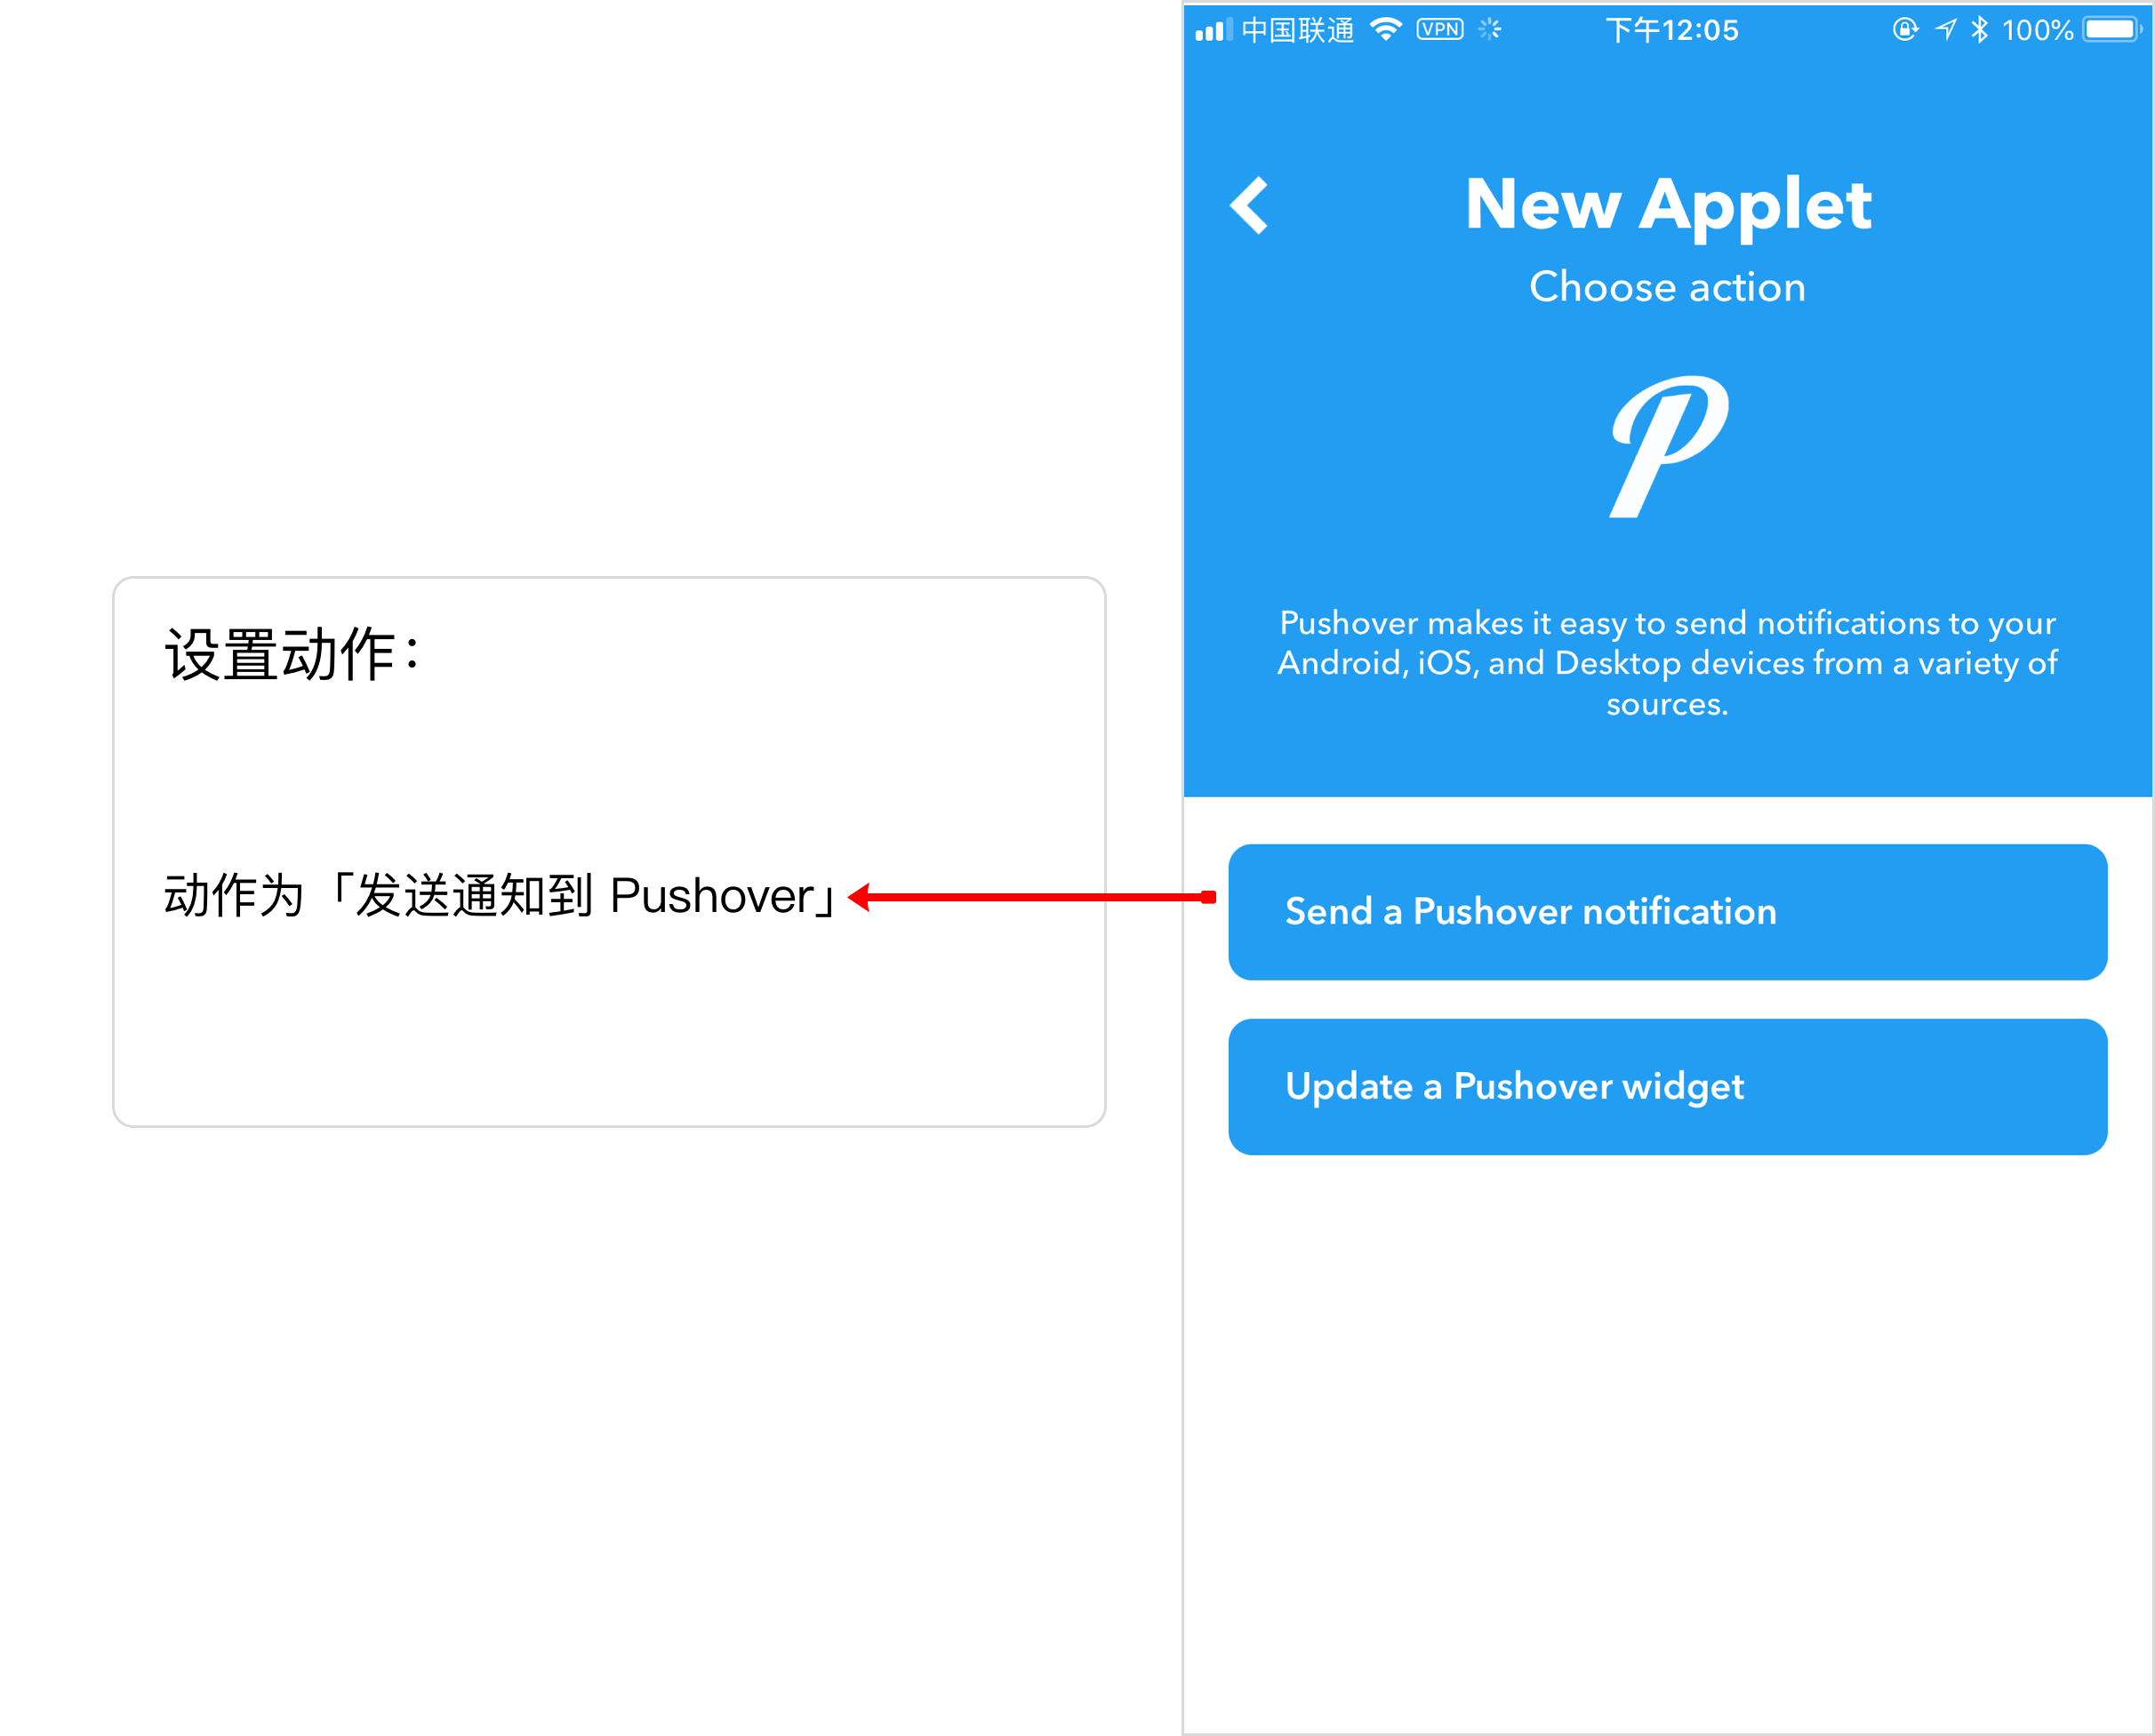 设置动作：
动作为「发送通知到 Pushover」
中国联通 VPN 下午12:05 100%
New Applet
Choose action
Pushover makes it easy to send notifications to your
Android, iOS, and Desktop devices from a variety of
sources.
Send a Pushover notification
Update a Pushover widget